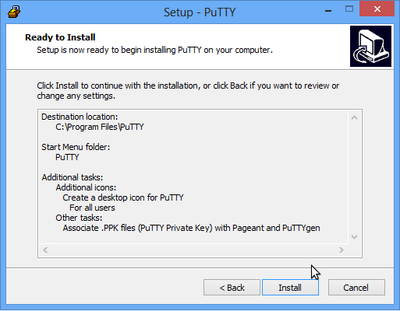 Setup - PuTTY
Ready to Install
Setup is now ready to begin installing PuTTY on your computer.
Click Install to continue with the installation, or click Back if you want to review or
change any settings.
Destination location:
C:\Program Files\PuTTY
Start Menu folder:
PuTTY
Additional tasks:
Additional icons:
Create a desktop icon for PuTTY
For all users
Other tasks:
Associate .PPK files (PuTTY Private Key) with Pageant and PuTTYgen
< Back
Install
Cancel